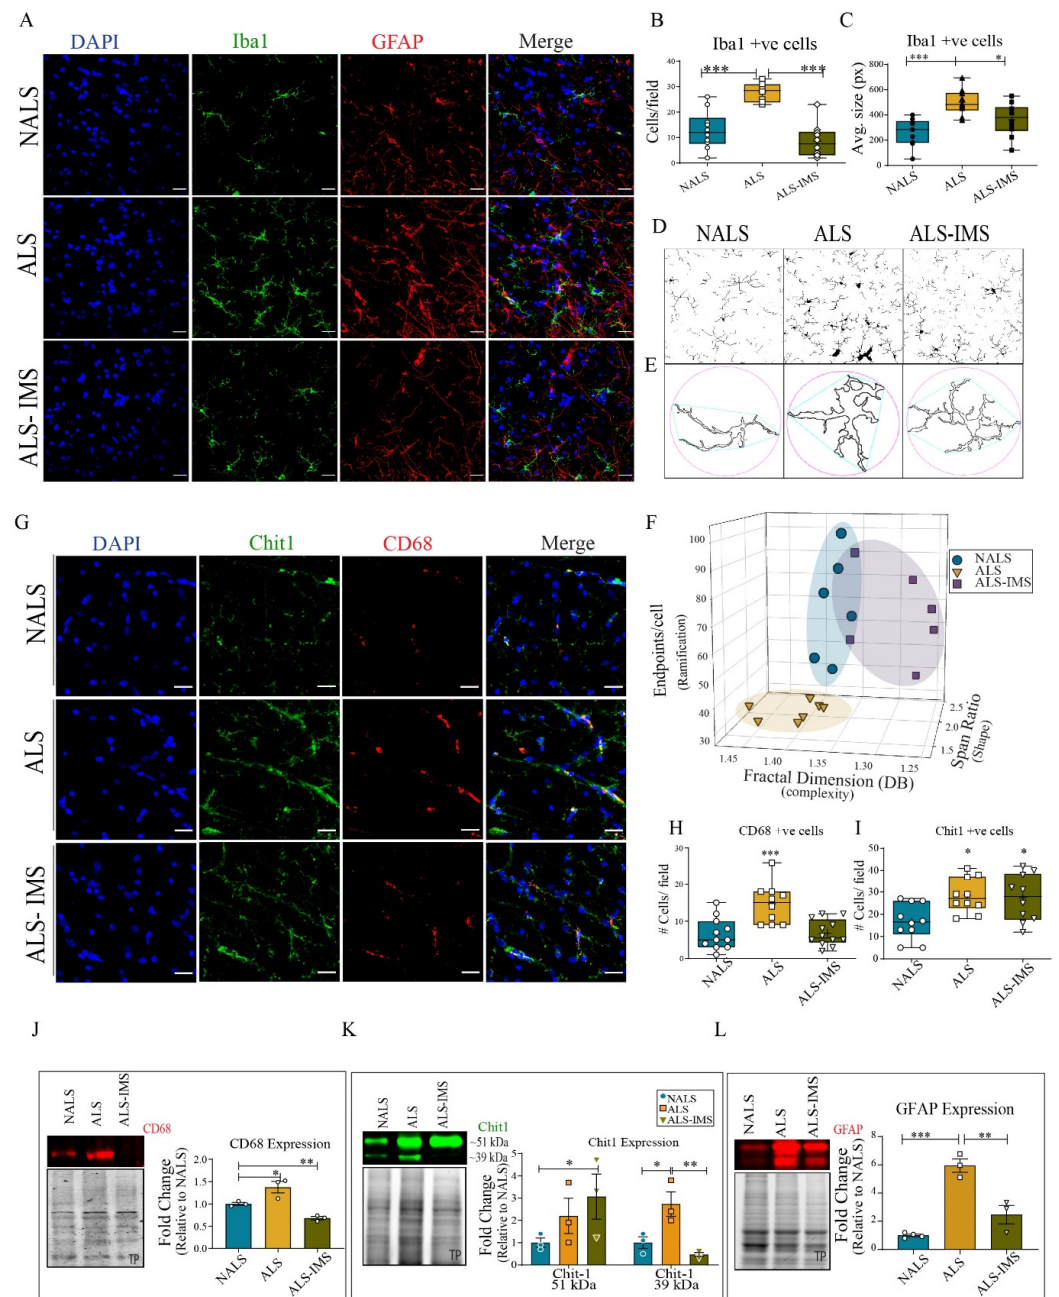 A
DAPI Iba1 GFAP Merge
NALS
ALS
ALS- IMS
B
Iba1 +ve cells
***
***
Cells/field
40
30
20
10
0
NALS
ALS
ALS-IMS
C
Iba1 +ve cells
***
*
Avg. size (px)
800
600
400
200
0
NALS
ALS
ALS-IMS
D
NALS ALS ALS-IMS
E
G
DAPI Chit1 CD68 Merge
NALS
ALS
ALS- IMS
F
Endpoints/cell
(Ramification)
100
90
80
70
60
50
40
30
1.45 1.40 1.35 1.30 1.25
Fractal Dimension (DB)
(complexity)
2.5
2.0
1.5
Span Ratio
(Shape)
NALS
ALS
ALS-IMS
H
CD68 +ve cells
***
# Cells/ field
30
20
10
0
NALS
ALS
ALS-IMS
I
Chit1 +ve cells
* *
# Cells/ field
50
40
30
20
10
0
NALS
ALS
ALS-IMS
J
NALS
ALS
ALS-IMS
CD68
TP
CD68 Expression
**
*
Fold Change
(Relative to NALS)
2.0
1.5
1.0
0.5
0.0
NALS
ALS
ALS-IMS
K
NALS
ALS
ALS-IMS
Chit1
~51 kDa
~39 kDa
TP
NALS
ALS
ALS-IMS
Chit1 Expression
* * **
Fold Change
(Relative to NALS)
5
4
3
2
1
0
Chit-1
51 kDa
Chit-1
39 kDa
L
NALS
ALS
ALS-IMS
GFAP
TP
GFAP Expression
*** **
Fold Change
(Relative to NALS)
8
6
4
2
0
NALS
ALS
ALS-IMS